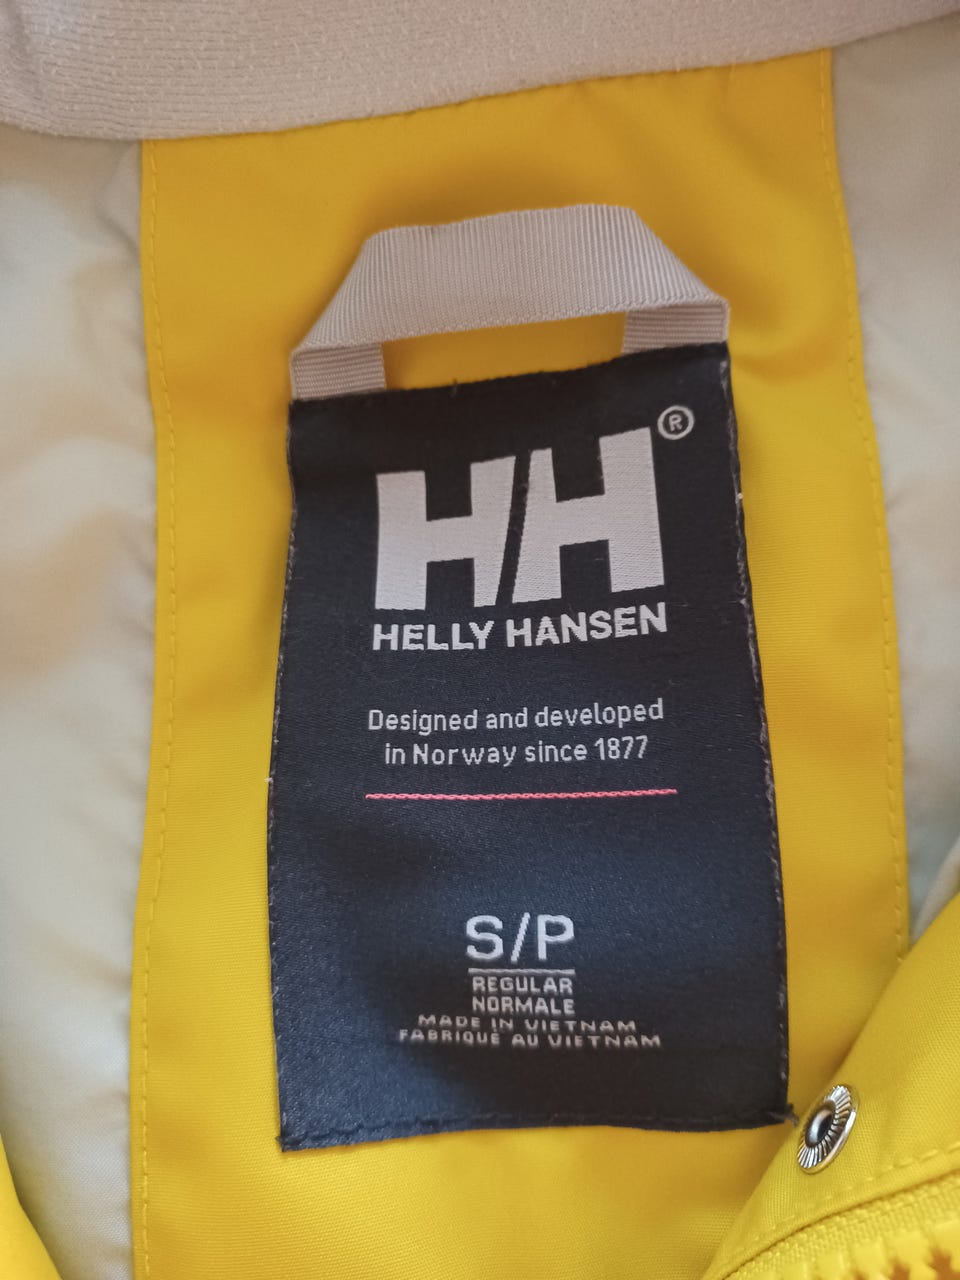 HH®
HELLY HANSEN
Designed and developed
in Norway since 1877
S/P
REGULAR
NORMALE
MADE IN VIETNAM
FABRIQUÉ AU VIETNAM